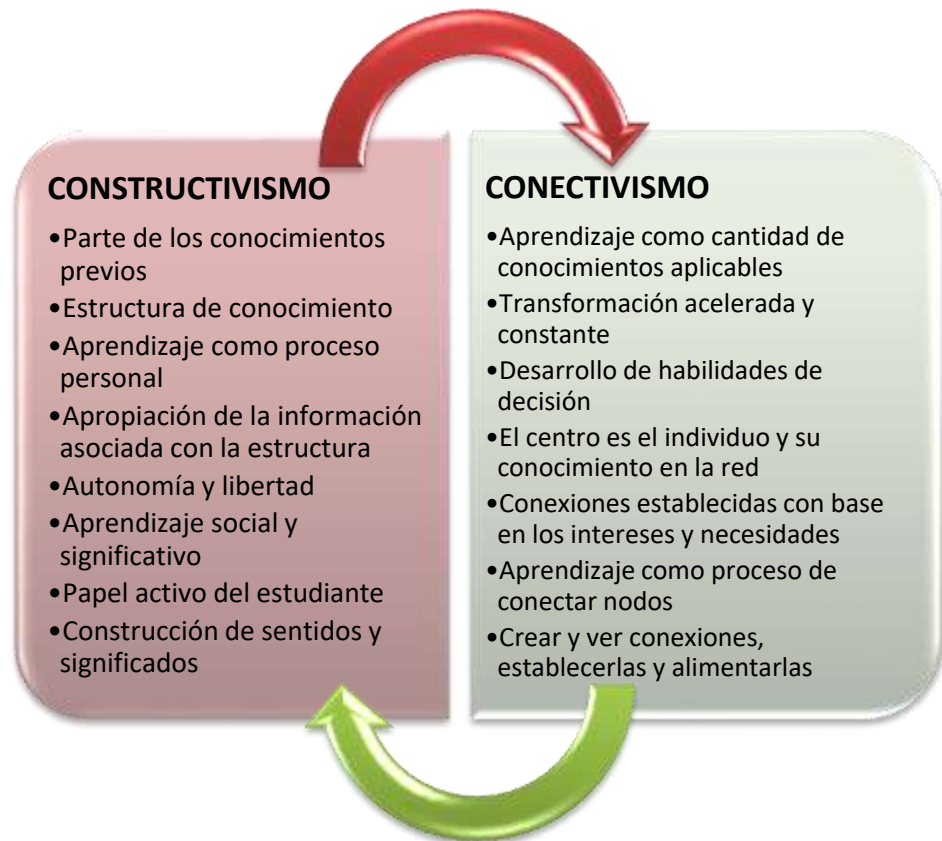 CONSTRUCTIVISMO
•Parte de los conocimientos
previos
•Estructura de conocimiento
•Aprendizaje como proceso
personal
•Apropiación de la información
asociada con la estructura
•Autonomía y libertad
•Aprendizaje social y
significativo
•Papel activo del estudiante
•Construcción de sentidos y
significados
CONECTIVISMO
•Aprendizaje como cantidad de
conocimientos aplicables
•Transformación acelerada y
constante
•Desarrollo de habilidades de
decisión
•El centro es el individuo y su
conocimiento en la red
•Conexiones establecidas con base
en los intereses y necesidades
•Aprendizaje como proceso de
conectar nodos
•Crear y ver conexiones,
establecerlas y alimentarlas